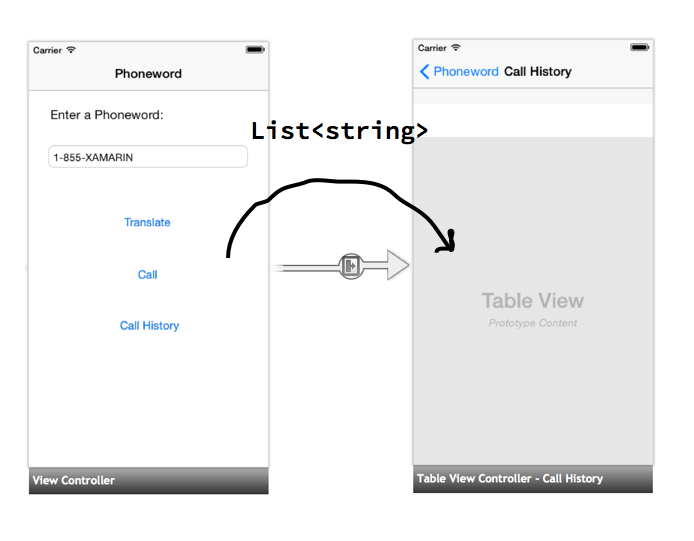 Carrier
Phoneword
Enter a Phoneword:
1-855-XAMARIN
Translate
Call
Call History
View Controller
List<string>
Carrier
Phoneword Call History
Table View
Prototype Content
Table View Controller - Call History